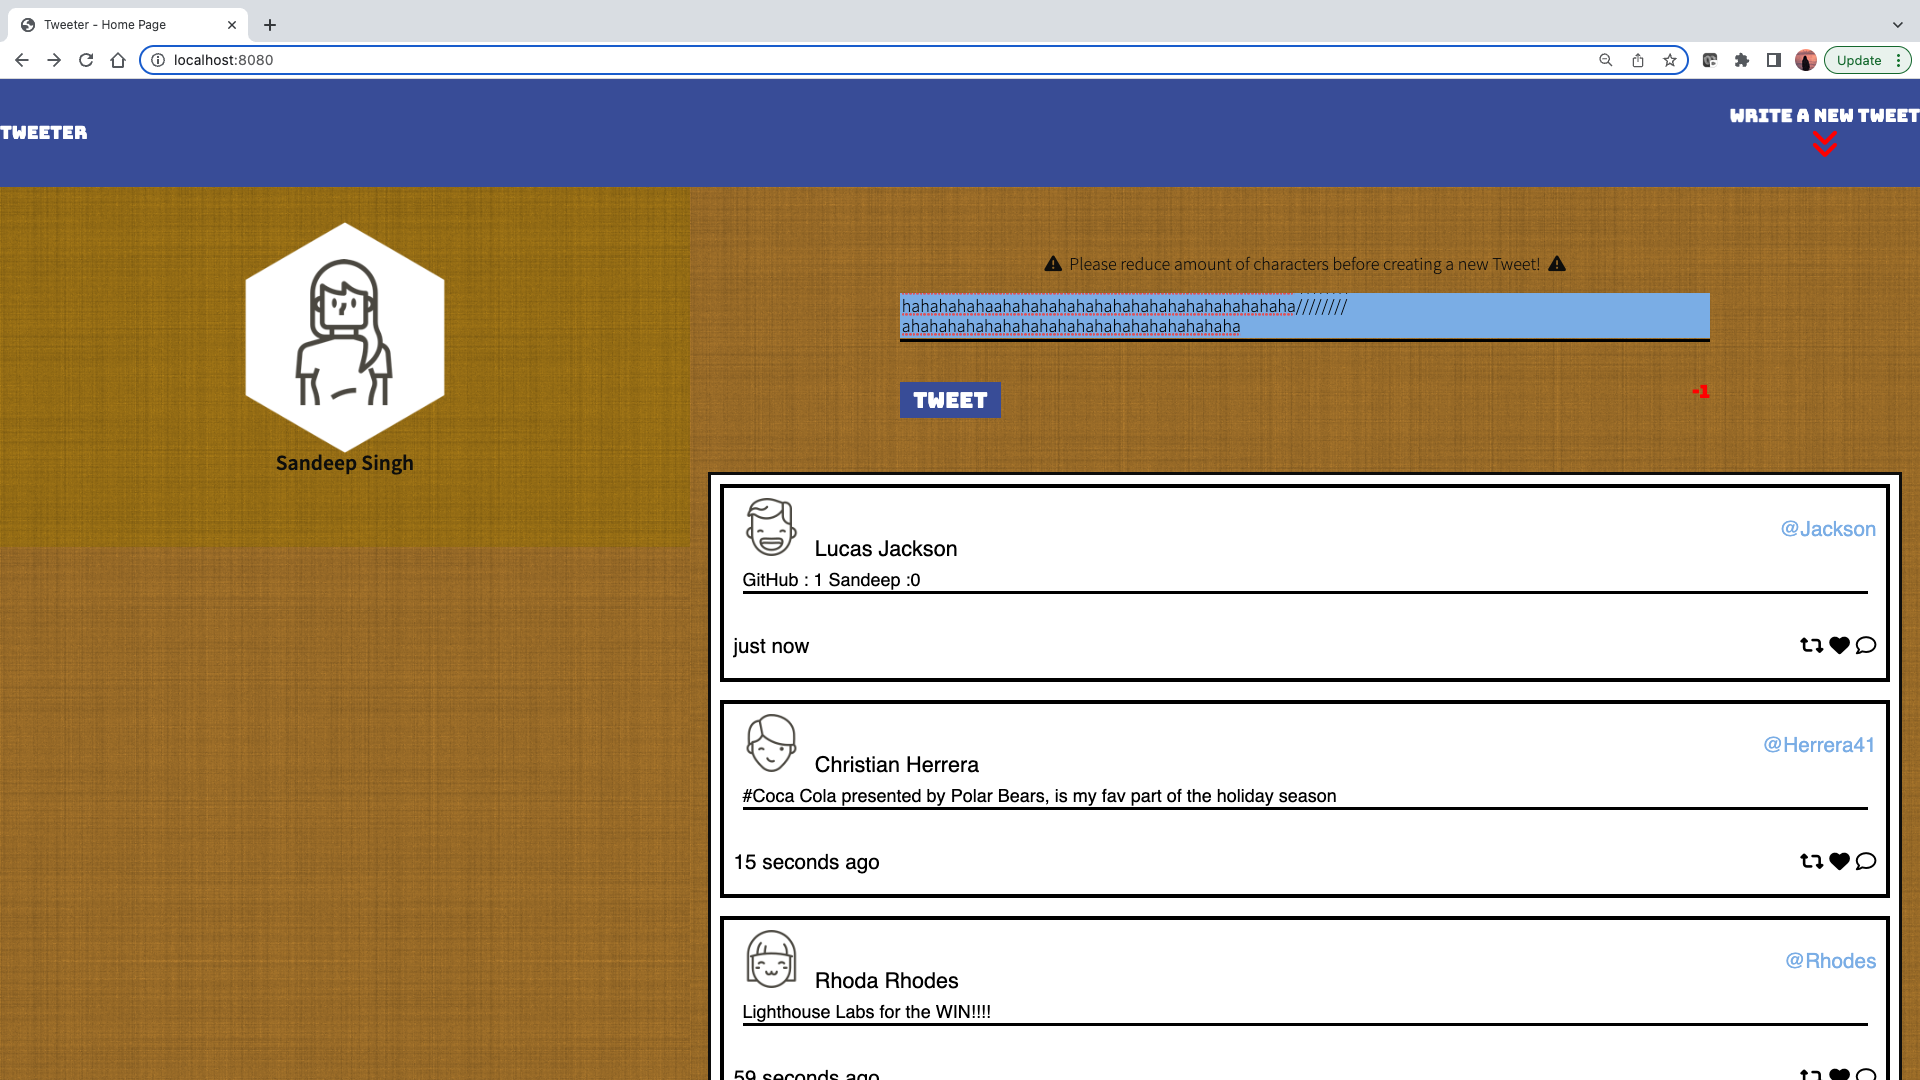 Tweeter - Home Page
localhost:8080
Update
TWEETER
WRITE A NEW TWEET
Please reduce amount of characters before creating a new Tweet!
hahahahahaahahahahahahahahahahahahahahahaha////////
ahahahahahahahahahahahahahahahahahaha
TWEET
-1
Sandeep Singh
@Jackson
Lucas Jackson
GitHub : 1 Sandeep :0
just now
@Herrera41
Christian Herrera
#Coca Cola presented by Polar Bears, is my fav part of the holiday season
15 seconds ago
@Rhodes
Rhoda Rhodes
Lighthouse Labs for the WIN!!!!
59 seconds ago